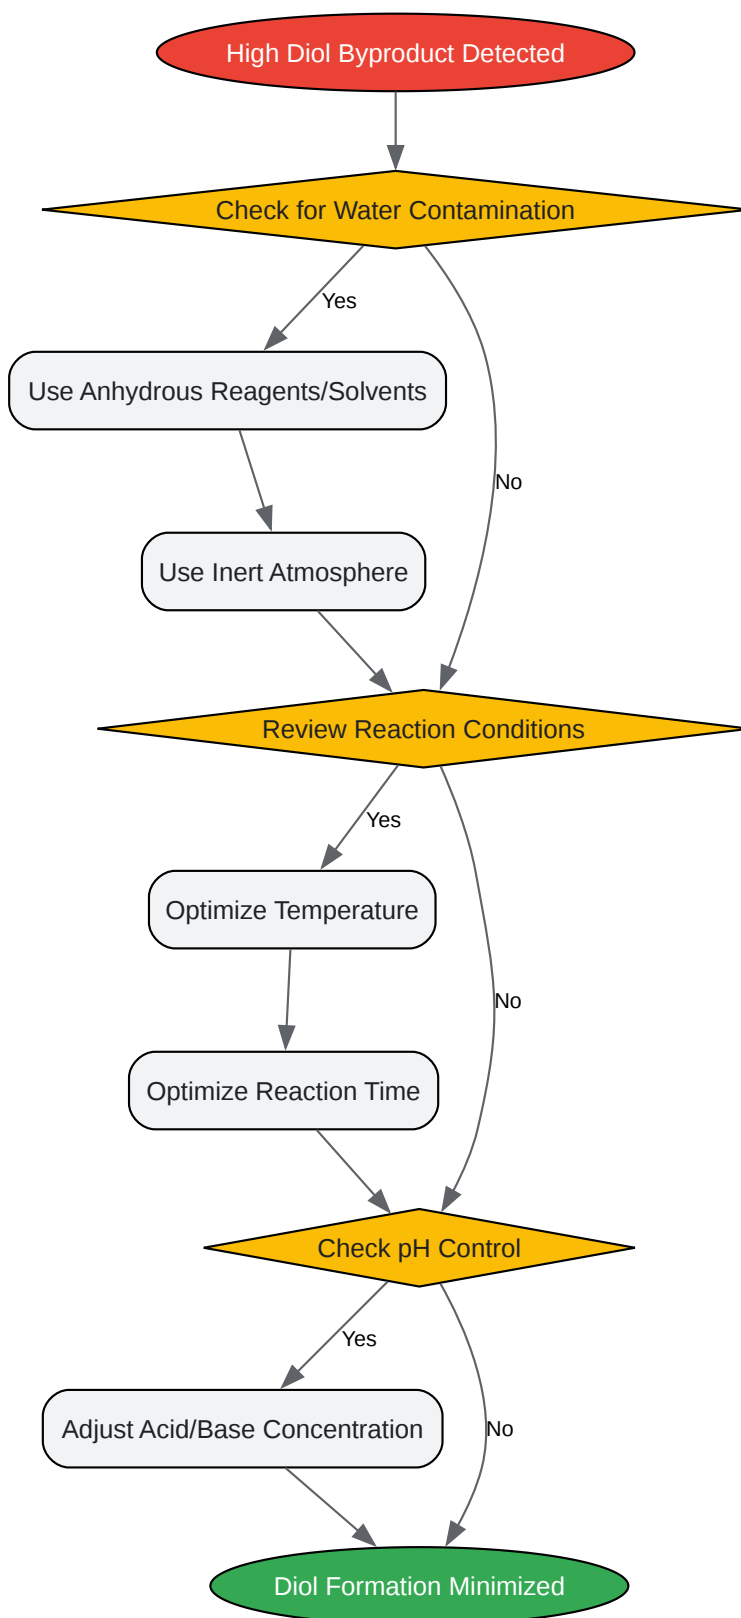 High Diol Byproduct Detected
Check for Water Contamination
Yes
Use Anhydrous Reagents/Solvents
No
Use Inert Atmosphere
Review Reaction Conditions
Yes
Optimize Temperature
No
Optimize Reaction Time
Check pH Control
Yes
Adjust Acid/Base Concentration
No
Diol Formation Minimized